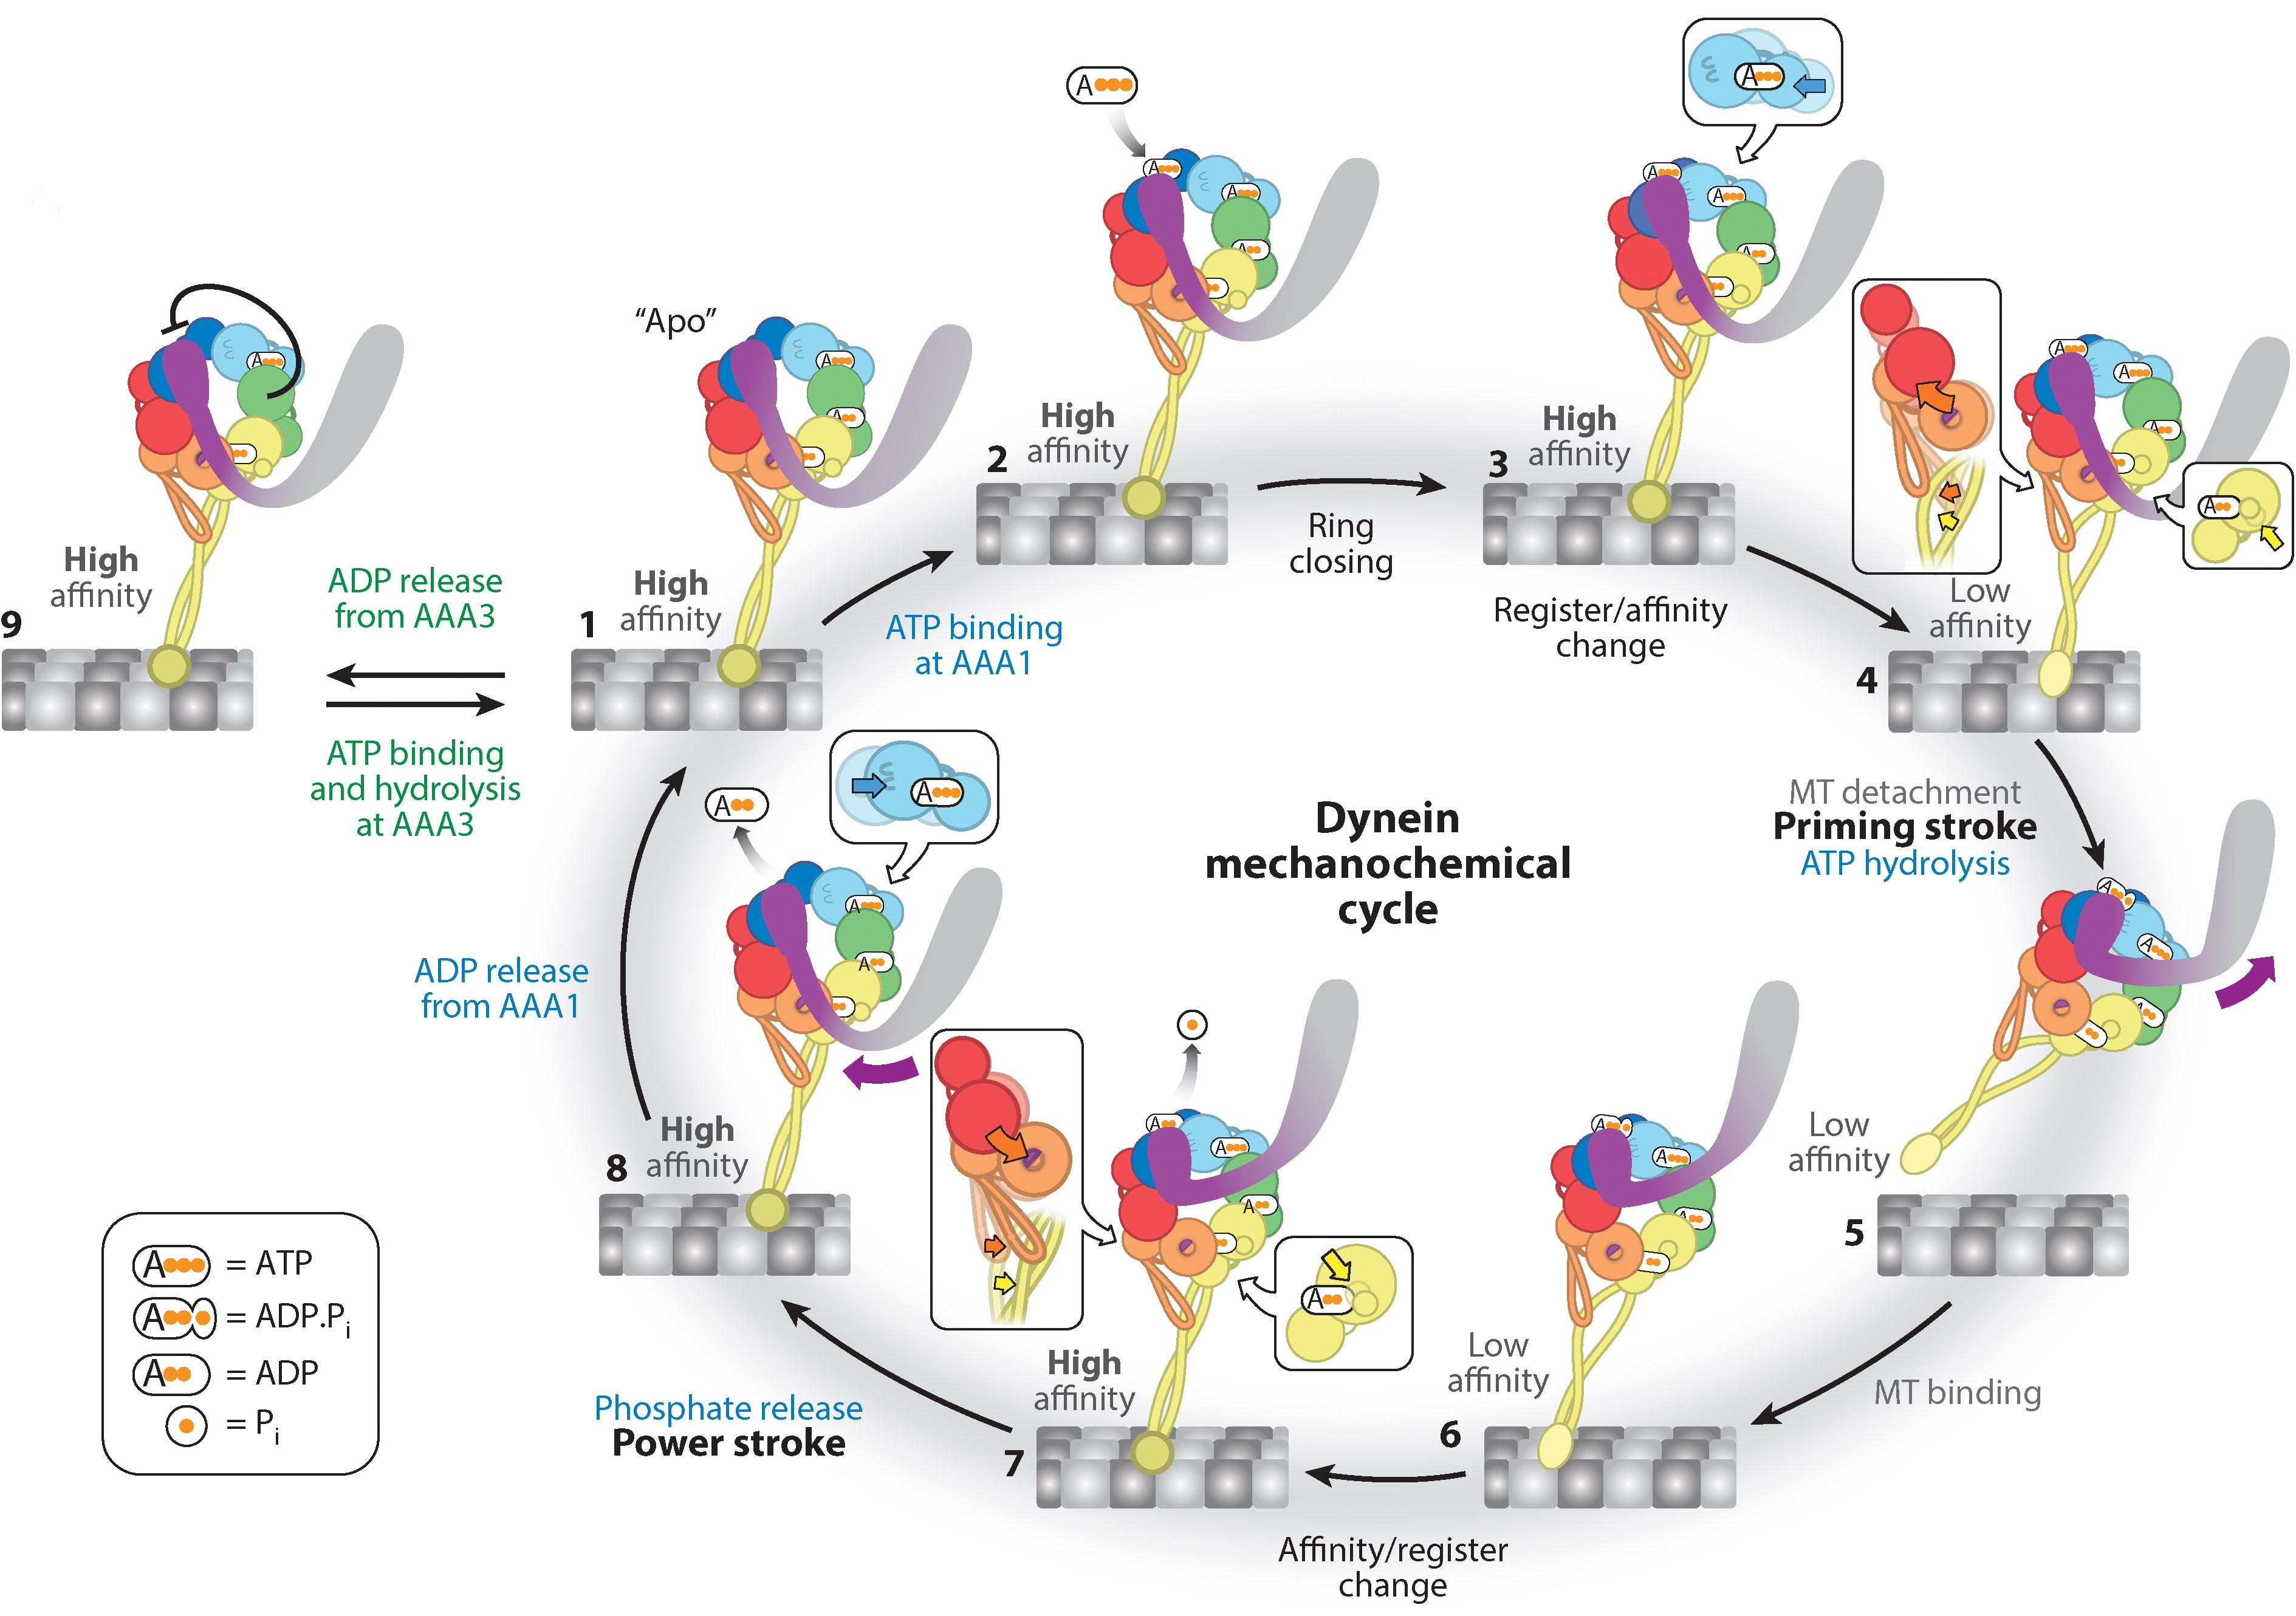 A
A
A
A
A
A
A
A
A
"Apo"
A
A
A
A
A
High
affinity
2
High
affinity
3
Ring
closing
Register/affinity
change
A
A
A
A
A
Low
affinity
4
A
A
High
affinity
9
ADP release
from AAA3
ATP binding
and hydrolysis
at AAA3
A
A
A
High
affinity
1
ATP binding
at AAA1
MT detachment
Priming stroke
ATP hydrolysis
A
A
A
Low
affinity
5
Dynein
mechanochemical
cycle
A
A
A
A
ADP release
from AAA1
High
affinity
8
A
A
A
A
High
affinity
7
A
A
A
Low
affinity
6
MT binding
Phosphate release
Power stroke
Affinity/register
change
A = ATP
A = ADP.Pi
A = ADP
= Pi